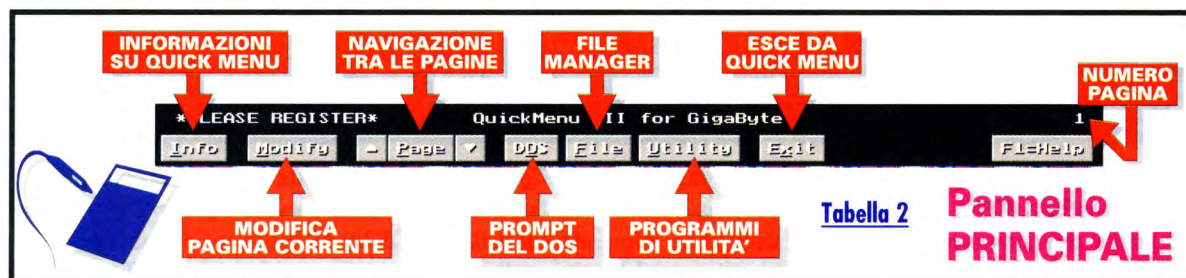 INFORMAZIONI
SU QUICK MENU
NAVIGAZIONE
TRA LE PAGINE
FILE
MANAGER
ESCE DA
QUICK MENU
NUMERO
PAGINA
LEASE REGISTER*
QuickMenu II for GigaByte
1
Info
Modify
Page
DOS
File
Utility
Exit
F1=Help
MODIFICA
PAGINA CORRENTE
PROMPT
DEL DOS
PROGRAMMI
DI UTILITA'
Tabella 2
Pannello
PRINCIPALE